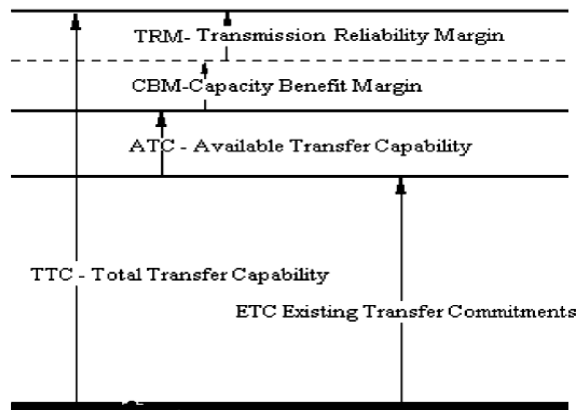 TRM- Transmission Reliability Margin
CBM-Capacity Benefit Margin
ATC - Available Transfer Capability
TTC - Total Transfer Capability
ETC Existing Transfer Commitments